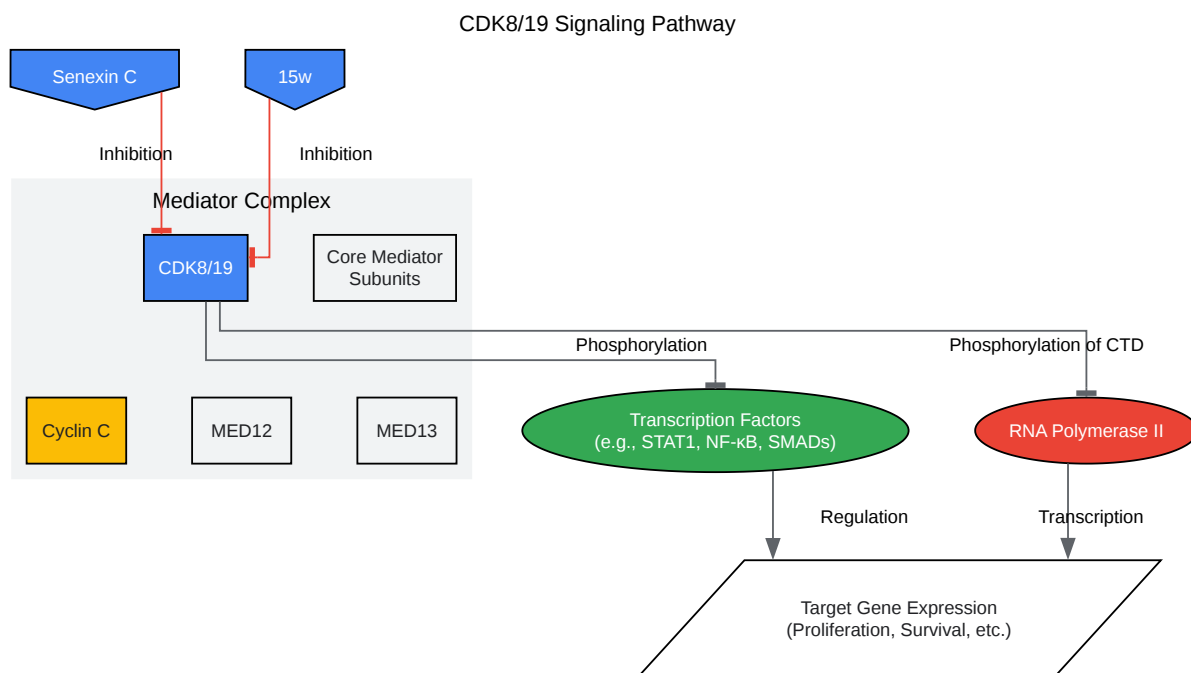 CDK8/19 Signaling Pathway
Senexin C
15w
Inhibition
Inhibition
Mediator Complex
CDK8/19
Core Mediator
Subunits
Phosphorylation
Phosphorylation of CTD
Cyclin C
MED12
MED13
Transcription Factors
(e.g., STAT1, NF-κB, SMADs)
RNA Polymerase II
Regulation
Transcription
Target Gene Expression
(Proliferation, Survival, etc.)